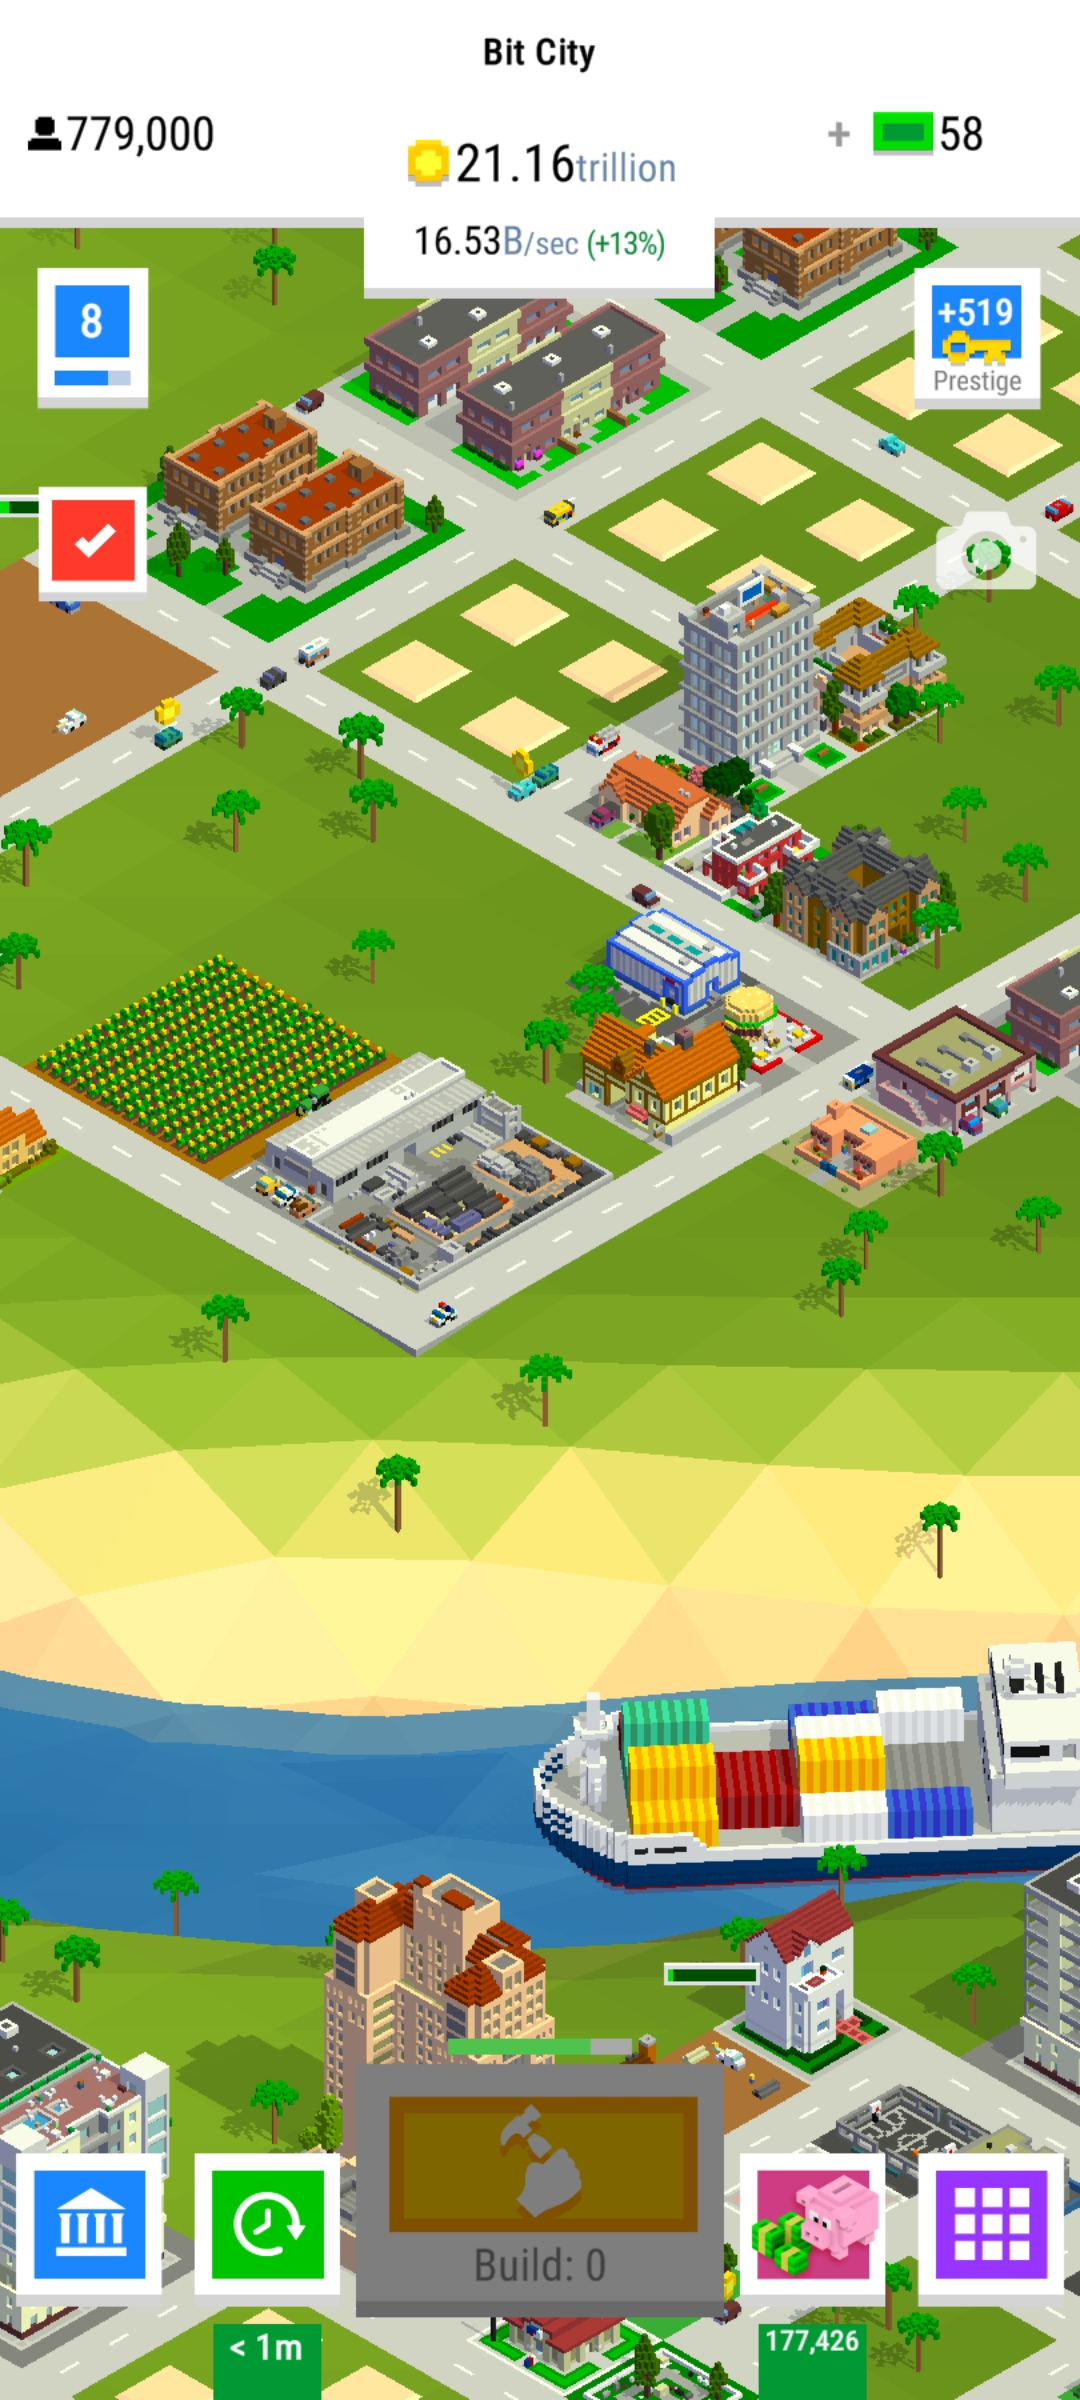 Bit City
779,000
21.16trillion
+ 58
16.53B/sec (+13%)
8
+519
Prestige
Build: 0
< 1m
177,426